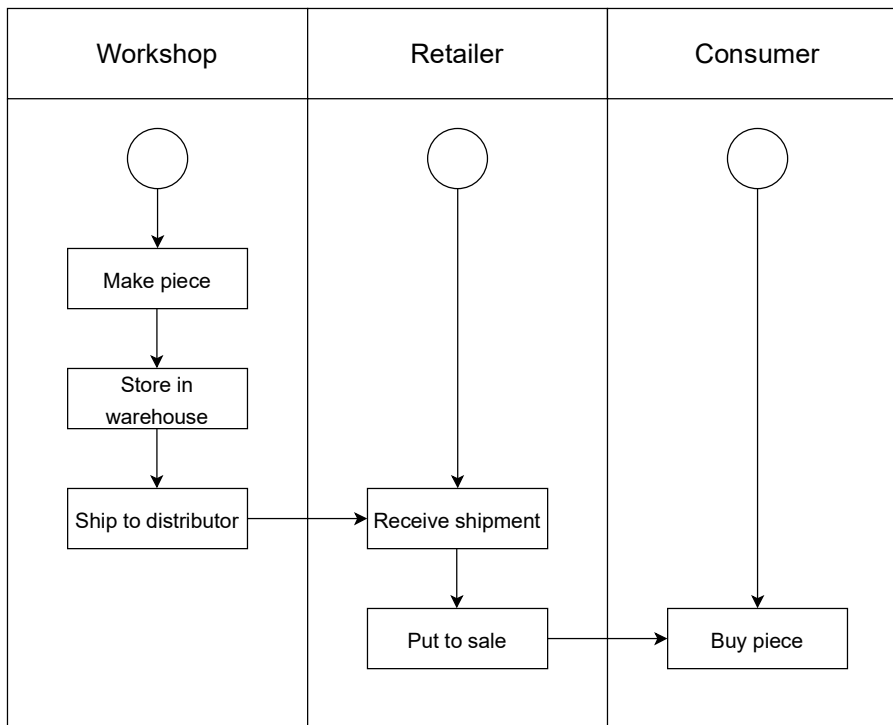 Workshop
Retailer
Consumer
Make piece
Store in
warehouse
Ship to distributor
Receive shipment
Put to sale
Buy piece